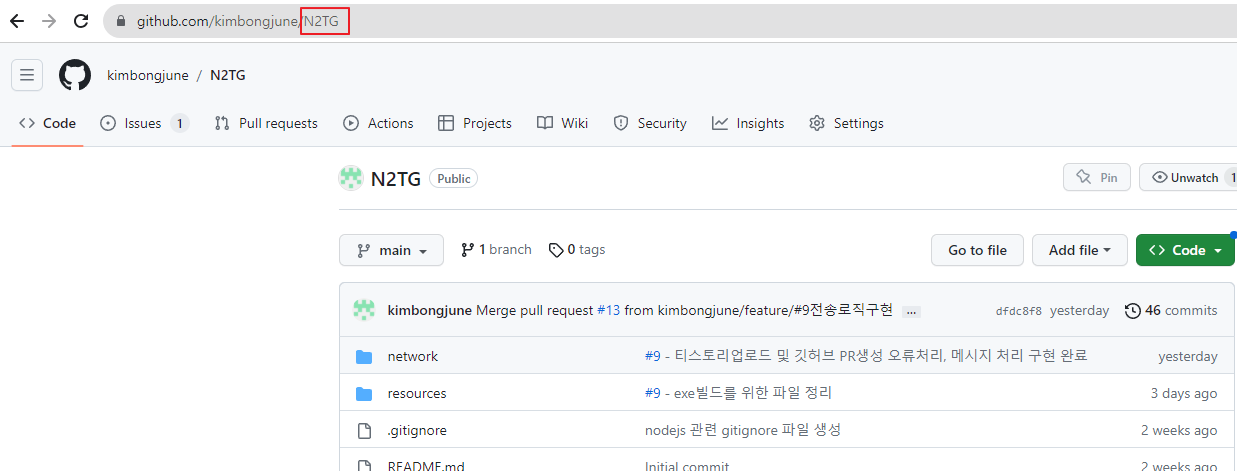 github.com/kimbongjune/N2TG
kimbongjune / N2TG
Code Issues 1 Pull requests Actions Projects Wiki Security Insights Settings
N2TG Public Pin Unwatch 1
main 1 branch 0 tags Go to file Add file Code
kimbongjune Merge pull request #13 from kimbongjune/feature/#9전송로직구현 ... dfdc8f8 yesterday 46 commits
network #9 - 티스토리업로드 및 깃허브 PR생성 오류처리, 메시지 처리 구현 완료 yesterday
resources #9 - exe빌드를 위한 파일 정리 3 days ago
.gitignore nodejs 관련 gitignore 파일 생성 2 weeks ago
README.md Initial commit 2 weeks ago